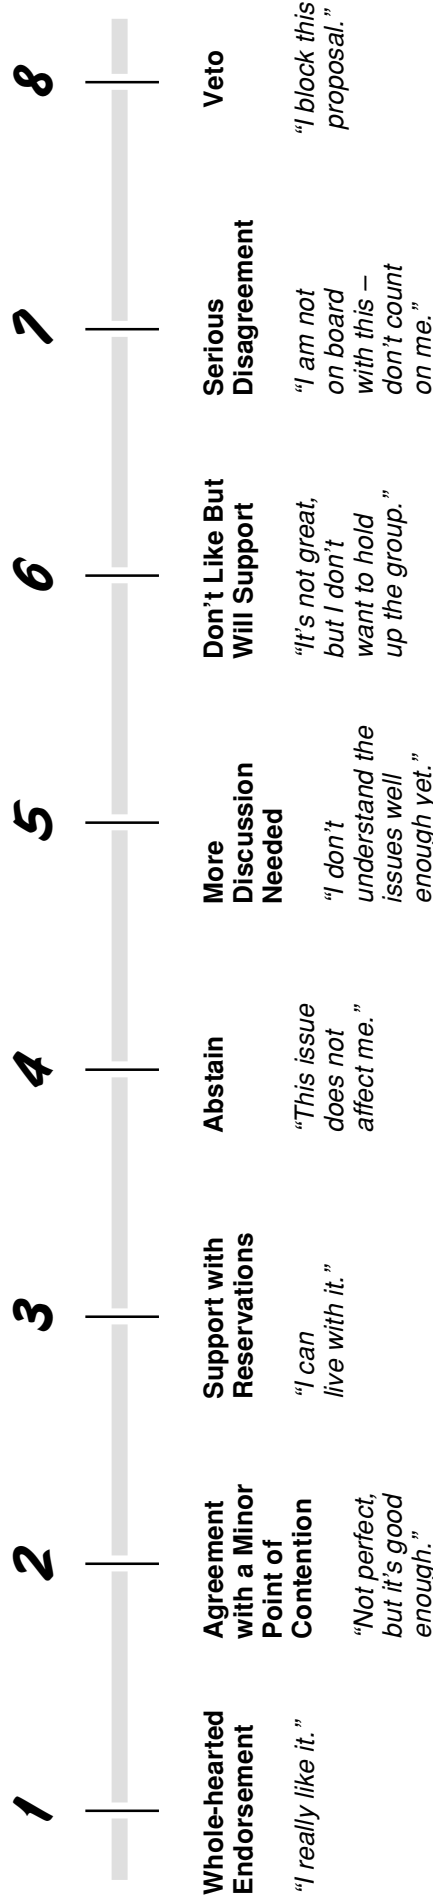 1
Whole-hearted
Endorsement
“I really like it.”
2
Agreement
with a Minor
Point of
Contention
“Not perfect,
but it’s good
enough.”
3
Support with
Reservations
“I can
live with it.”
4
Abstain
“This issue
does not
affect me.”
5
More
Discussion
Needed
“I don’t
understand the
issues well
enough yet.”
6
Don’t Like But
Will Support
“It’s not great,
but I don’t
want to hold
up the group.”
7
Serious
Disagreement
“I am not
on board
with this –
don’t count
on me.”
8
Veto
“I block this
proposal.”